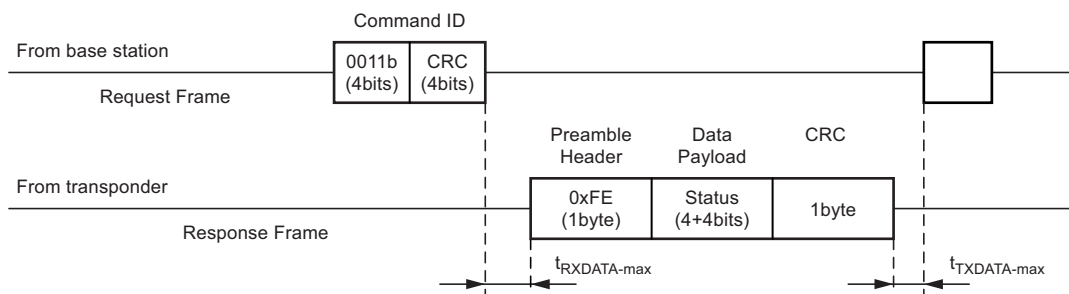 Command ID
From base station
0011b CRC
(4bits) (4bits)
Request Frame
Preamble Data CRC
Header Payload
From transponder
0xFE Status 1byte
(1byte) (4+4bits)
Response Frame
tRXDATA-max tTXDATA-max